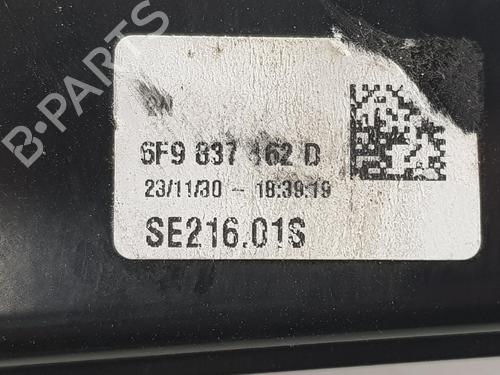 B-PARTS
6F9 837 462 D
23/11/30 - 18:39:19
SE216.01S